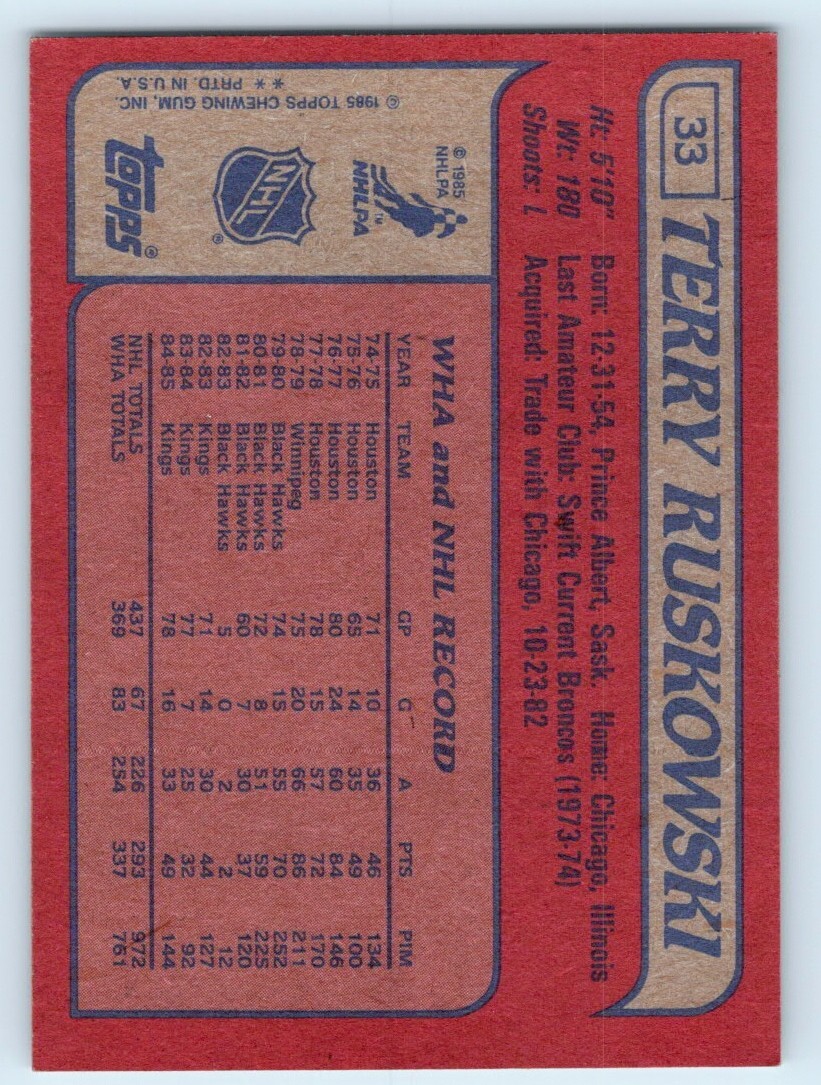 33 TERRY RUSKOWSKI
Ht: 5'10" Born: 12-31-54, Prince Albert, Sask. Home: Chicago, Illinois
Wt: 180 Last Amateur Club: Swift Current Broncos (1973-74)
Shoots: L Acquired: Trade with Chicago, 10-23-82
© 1985
NHLPA
NHLPA
™
NHL
®
TOPPS
®
© 1985 TOPPS CHEWING GUM, INC.
* * PRTD. IN U.S.A.
WHA and NHL RECORD
YEAR TEAM GP G A PTS PIM
74-75 Houston 71 10 36 46 134
75-76 Houston 65 14 35 49 100
76-77 Houston 80 24 60 84 146
77-78 Houston 78 15 57 72 170
78-79 Winnipeg 75 20 66 86 211
79-80 Black Hawks 74 15 55 70 252
80-81 Black Hawks 72 8 51 59 225
81-82 Black Hawks 60 7 30 37 120
82-83 Black Hawks 5 0 2 2 12
82-83 Kings 71 14 30 44 127
83-84 Kings 77 7 25 32 92
84-85 Kings 78 16 33 49 144
NHL TOTALS 437 67 226 293 972
WHA TOTALS 369 83 254 337 761